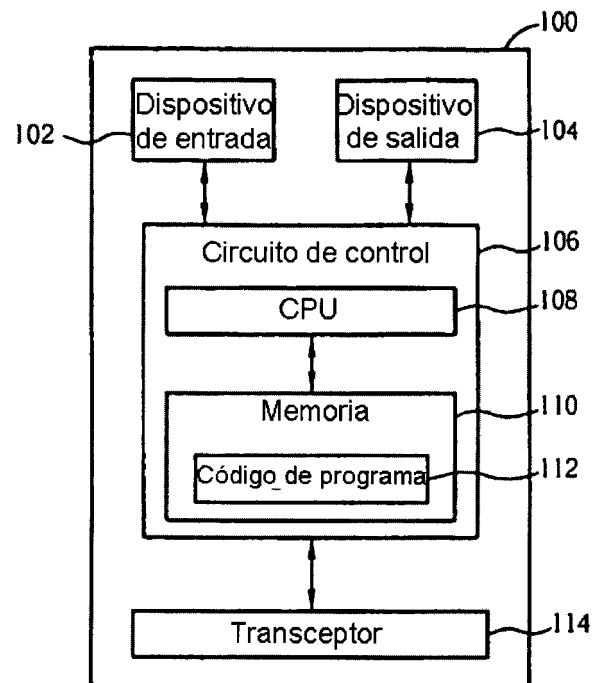 100
Dispositivo
de entrada
Dispositivo
de salida
102
104
Circuito de control
106
CPU
108
Memoria
110
Código de programa
112
Transceptor
114